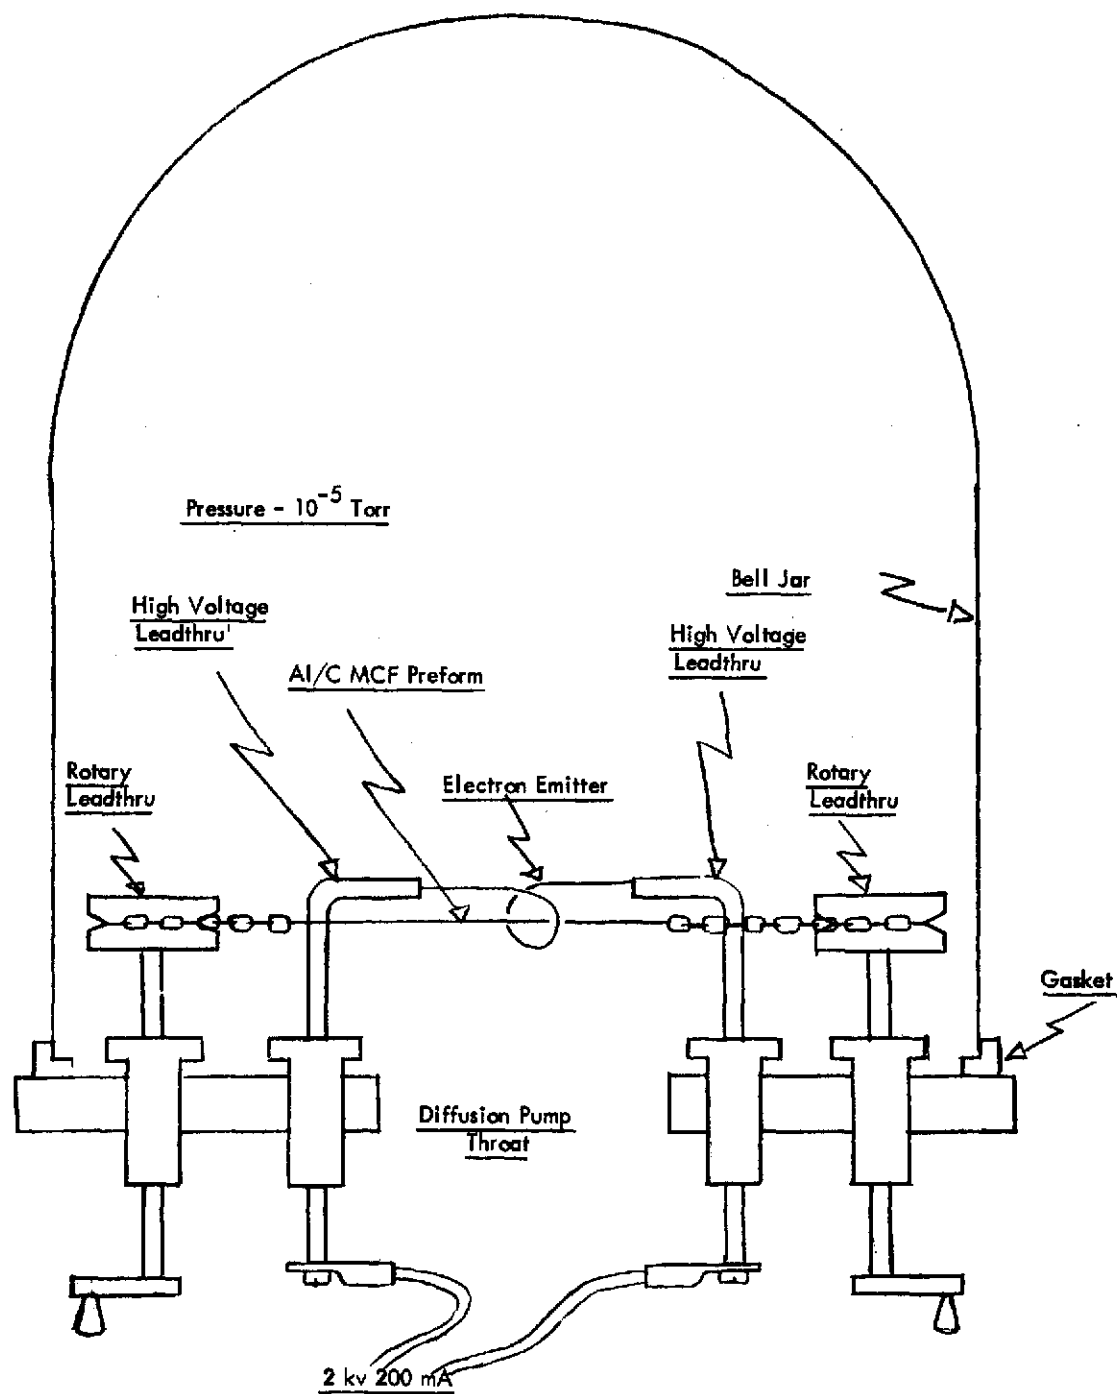 Pressure - 10⁻⁵ Torr
Bell Jar
High Voltage
Leadthru'
High Voltage
Leadthru
Al/C MCF Preform
Rotary
Leadthru
Electron Emitter
Rotary
Leadthru
Gasket
Diffusion Pump
Throat
2 kv 200 mA